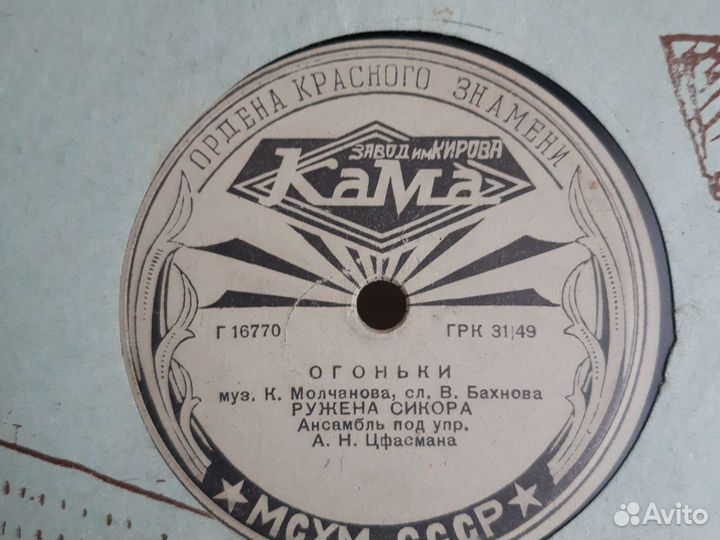 ОРДЕНА КРАСНОГО ЗНАМЕНИ
ЗАВОД им КИРОВА
КаМа
Г 16770 ГРК 31|49
ОГОНЬКИ
муз. К. Молчанова, сл. В. Бахнова
РУЖЕНА СИКОРА
Ансамбль под упр.
А. Н. Цфасмана
★ МСХМ СССР ★
Avito